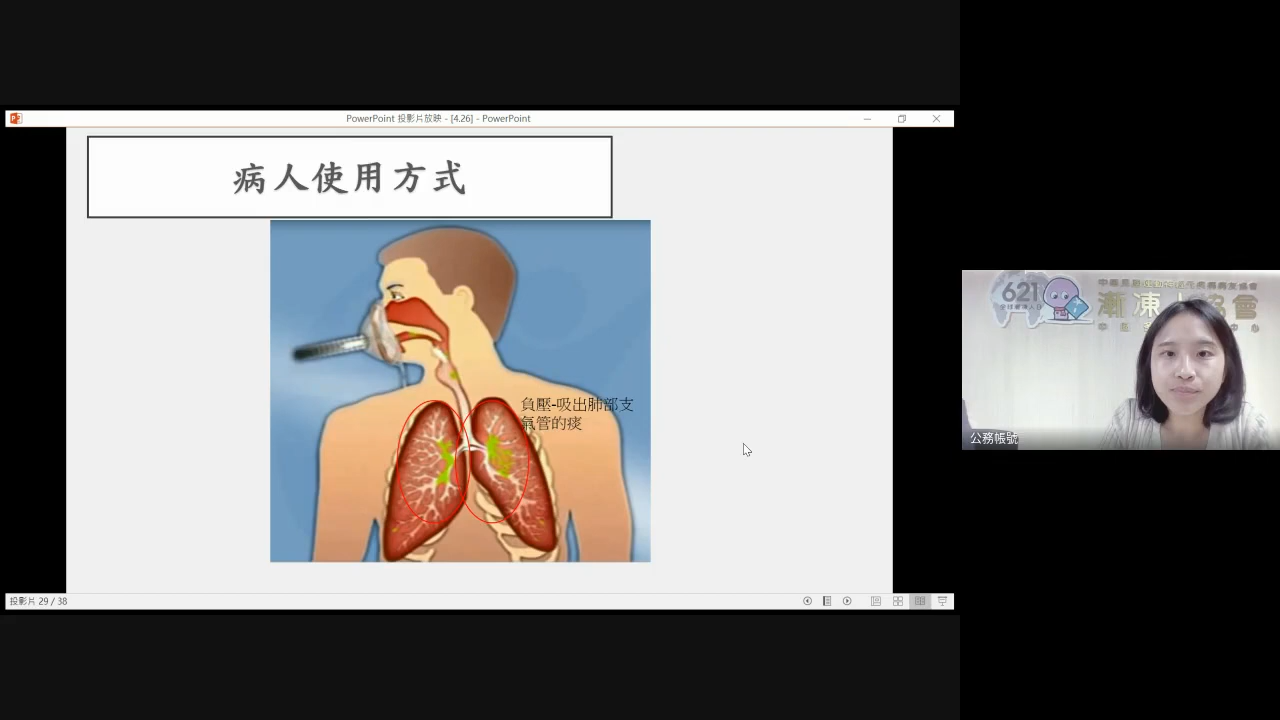 PowerPoint 投影片放映 - [4.26] - PowerPoint
病人使用方式
負壓-吸出肺部支
氣管的痰
投影片 29 / 38
621
漸凍人協會
公務帳號